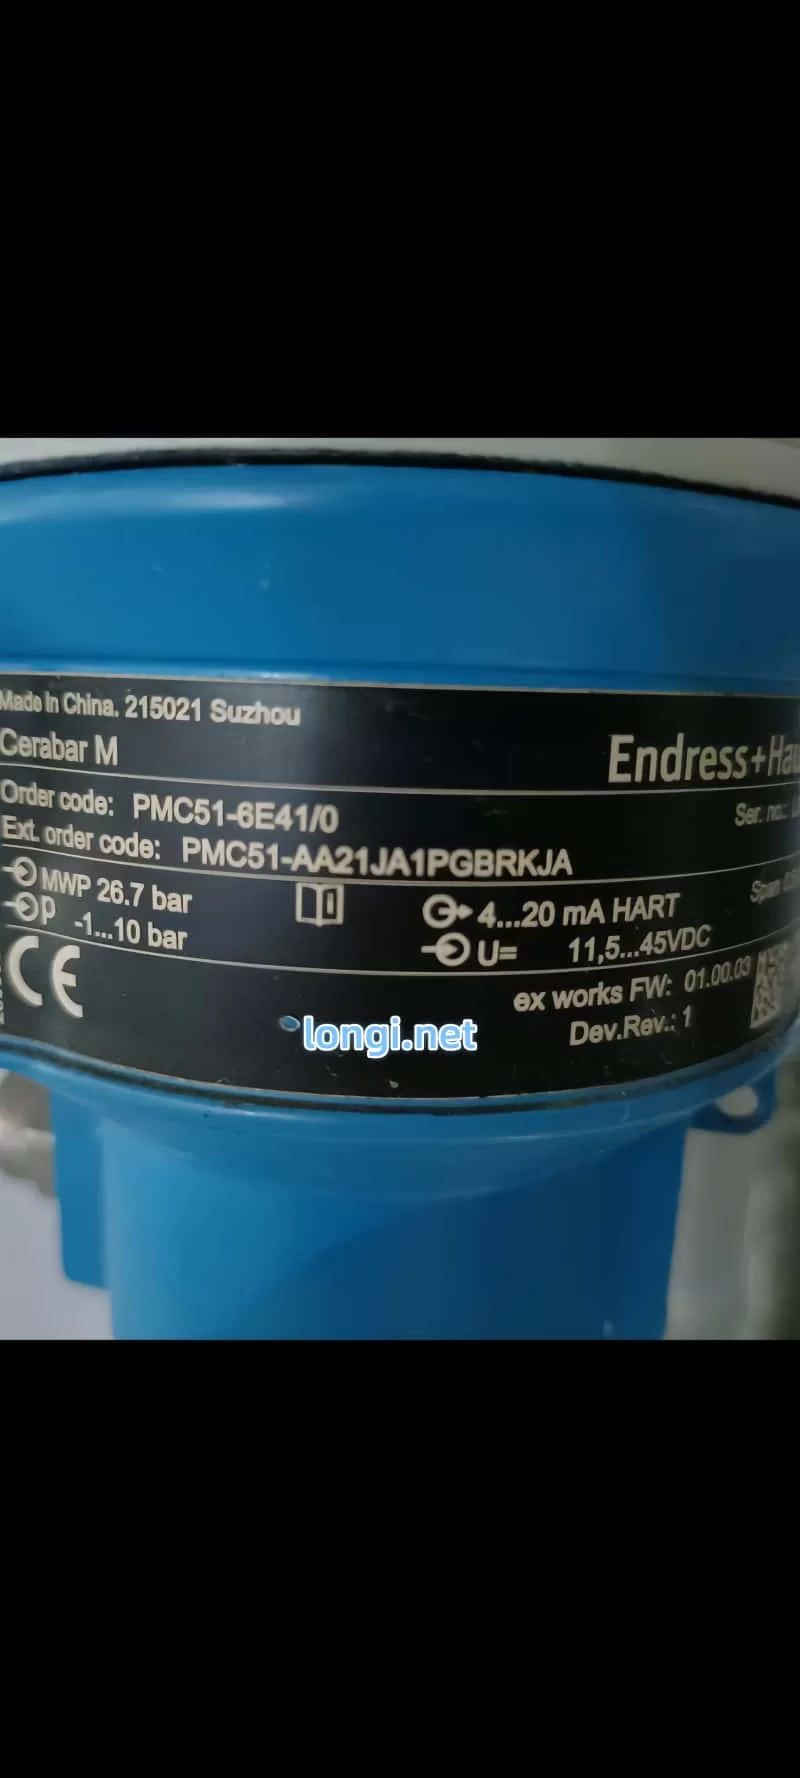 Made in China. 215021 Suzhou
Cerabar M
Endress+Hau
Order code: PMC51-6E41/0
Ser. no.:
Ext. order code: PMC51-AA21JA1PGBRKJA
MWP 26.7 bar
4...20 mA HART
Span
p -1...10 bar
U= 11,5...45VDC
CE
ex works FW: 01.00.03
Dev.Rev.: 1
longi.net